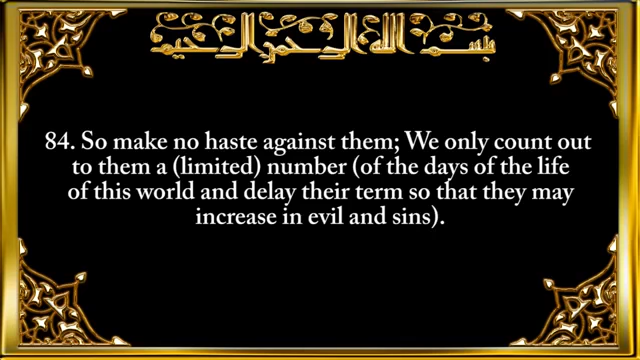 بسم الله الرحمن الرحيم
84. So make no haste against them; We only count out
to them a (limited) number (of the days of the life
of this world and delay their term so that they may
increase in evil and sins).